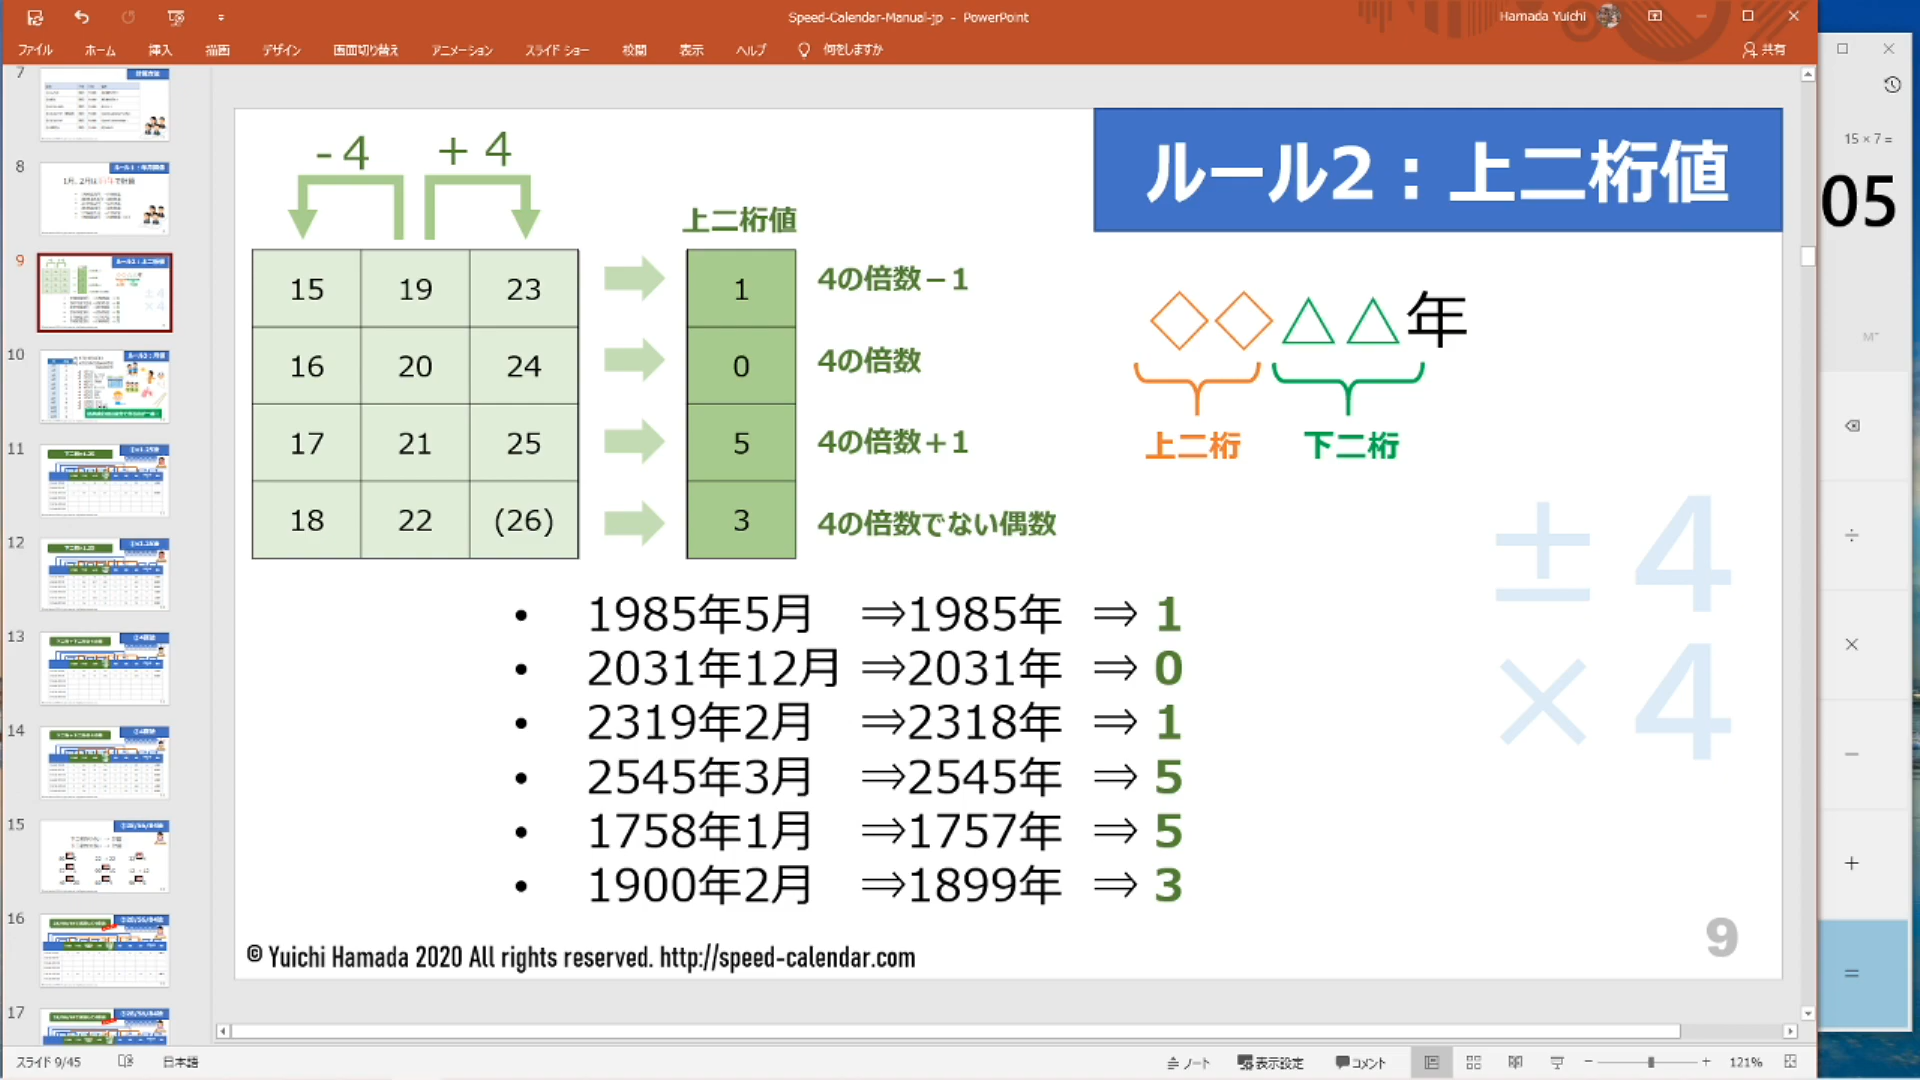 Speed-Calendar-Manual-jp - PowerPoint
Hamada Yuichi
ファイル ホーム 挿入 描画 デザイン 画面切り替え アニメーション スライド ショー 校閲 表示 ヘルプ 何をしますか 共有
15 × 7 =
05
M⁻
7
8
9
10
11
12
13
14
15
16
17
ルール2：上二桁値
-4 +4
上二桁値
15 19 23 1 4の倍数－1
16 20 24 0 4の倍数
17 21 25 5 4の倍数＋1
18 22 (26) 3 4の倍数でない偶数
◇◇△△年
上二桁 下二桁
±4
×4
• 1985年5月 ⇒1985年 ⇒ 1
• 2031年12月 ⇒2031年 ⇒ 0
• 2319年2月 ⇒2318年 ⇒ 1
• 2545年3月 ⇒2545年 ⇒ 5
• 1758年1月 ⇒1757年 ⇒ 5
• 1900年2月 ⇒1899年 ⇒ 3
© Yuichi Hamada 2020 All rights reserved. http://speed-calendar.com
9
÷
×
−
+
=
スライド 9/45 日本語 ノート 表示設定 コメント − + 121%